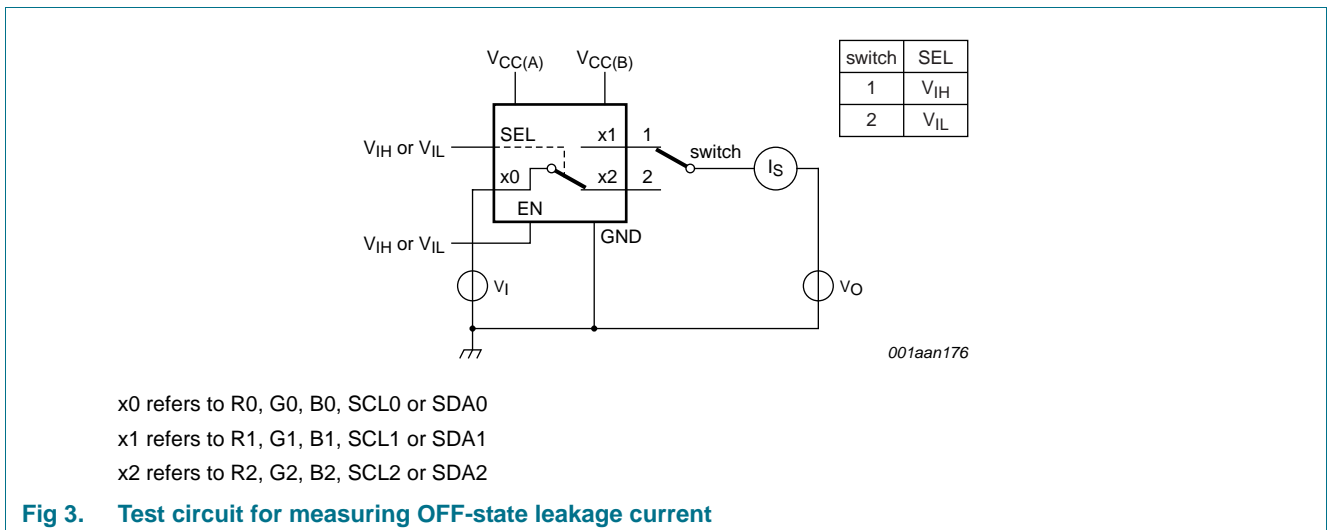 VCC(A) VCC(B)
switch SEL
1 VIH
2 VIL
SEL x1 1
VIH or VIL
switch
IS
x0 x2 2
EN
GND
VIH or VIL
VI
VO
001aan176
x0 refers to R0, G0, B0, SCL0 or SDA0
x1 refers to R1, G1, B1, SCL1 or SDA1
x2 refers to R2, G2, B2, SCL2 or SDA2
Fig 3. Test circuit for measuring OFF-state leakage current